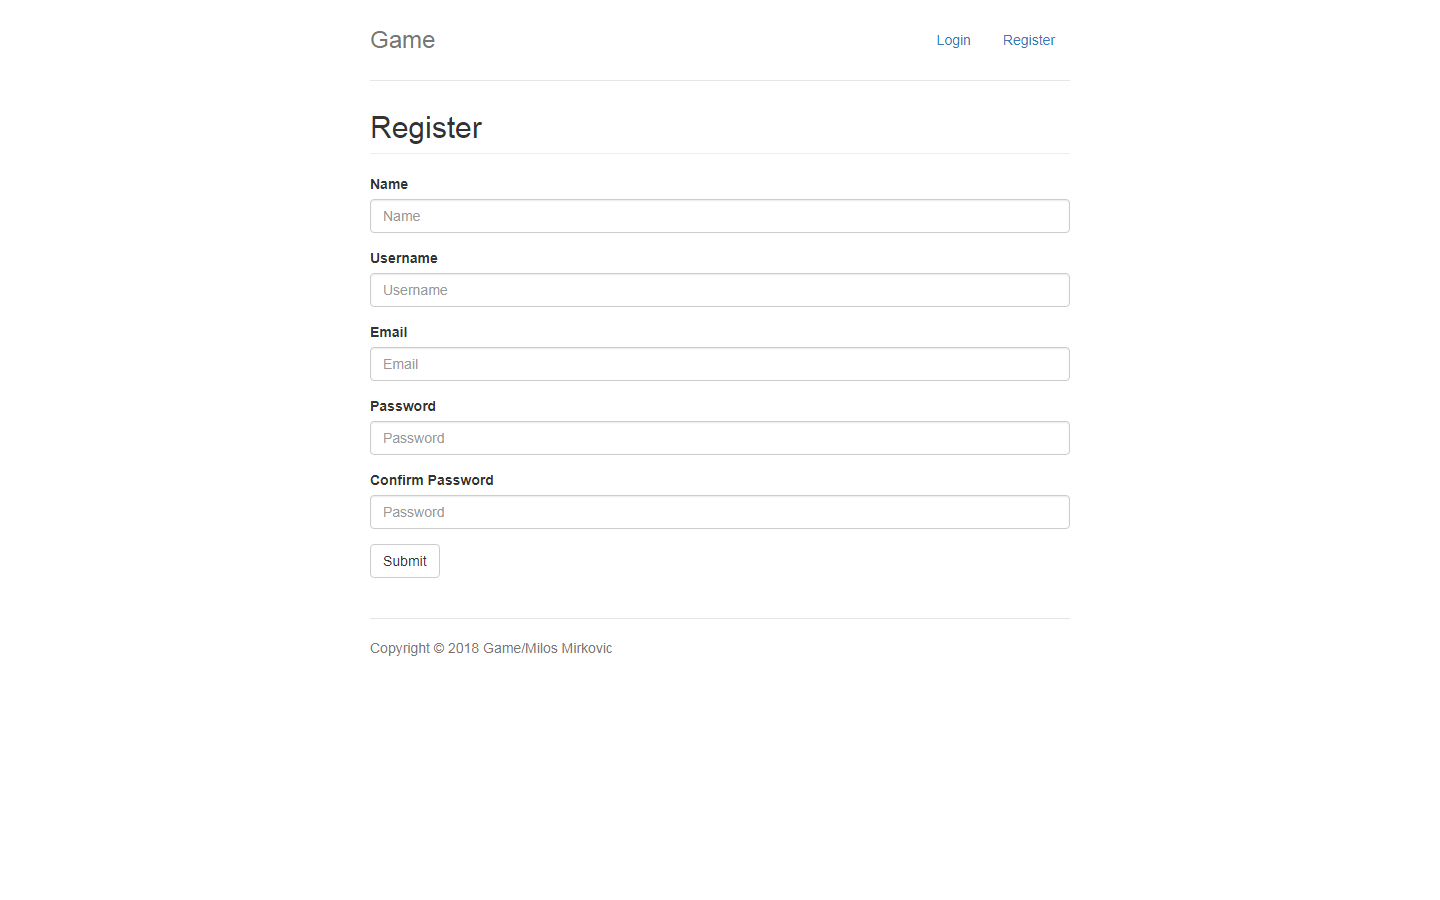 Game
Login Register
Register
Name
Name
Username
Username
Email
Email
Password
Password
Confirm Password
Password
Submit
Copyright © 2018 Game/Milos Mirkovic